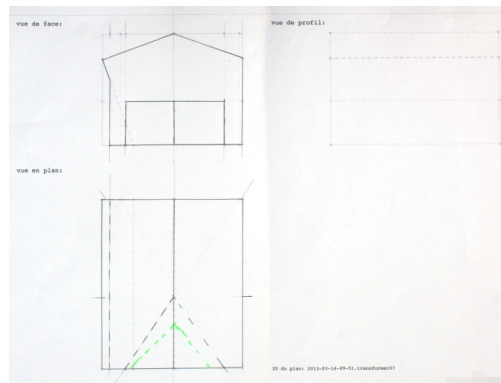 vue de face:
vue de profil:
vue en plan:
ID du plan: 2013-03-14-09-51.transformer07